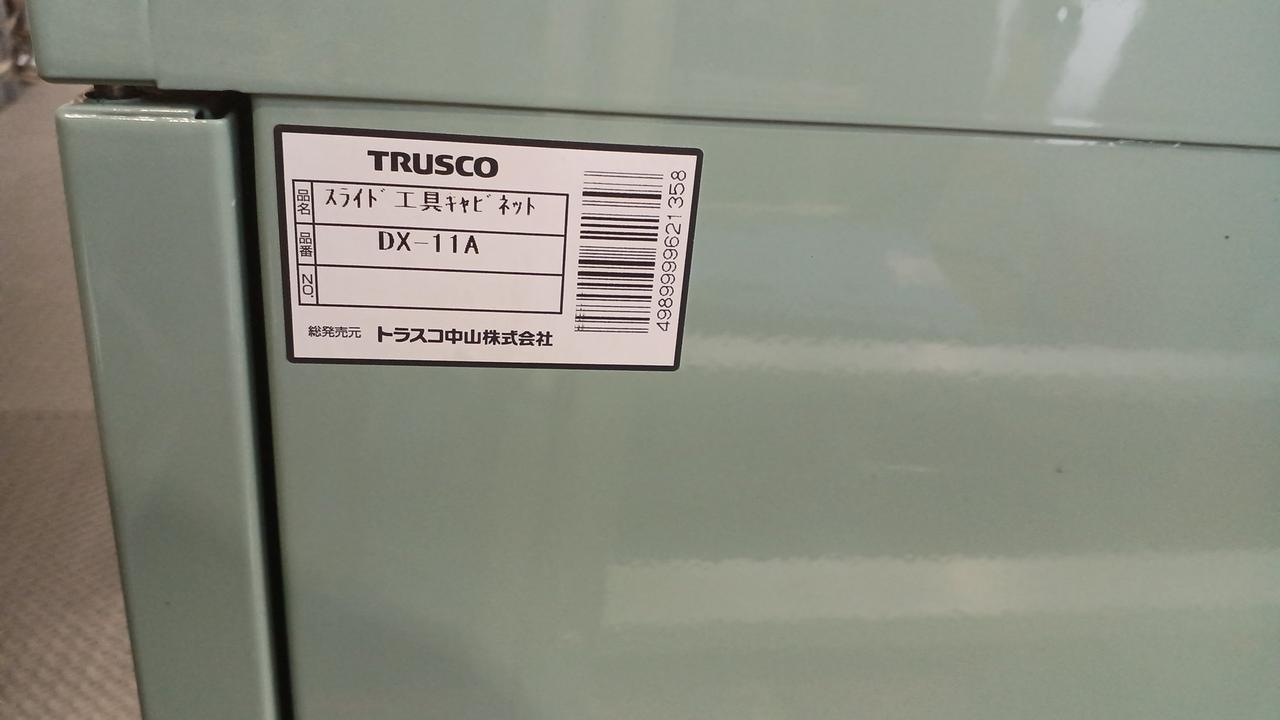 TRUSCO
品名 スライド 工具キャビネット
品番 DX-11A
NO.
総発売元 トラスコ中山株式会社
4989999621358